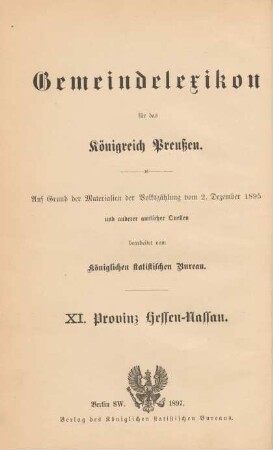 Gemeindelexikon
für das
Königreich Preußen.
Auf Grund der Materialien der Volkszählung vom 2. Dezember 1895
und anderer amtlicher Quellen
bearbeitet vom
Königlichen statistischen Bureau.
XI. Provinz Hessen-Nassau.
Berlin SW. 1897.
Verlag des Königlichen statistischen Bureaus.